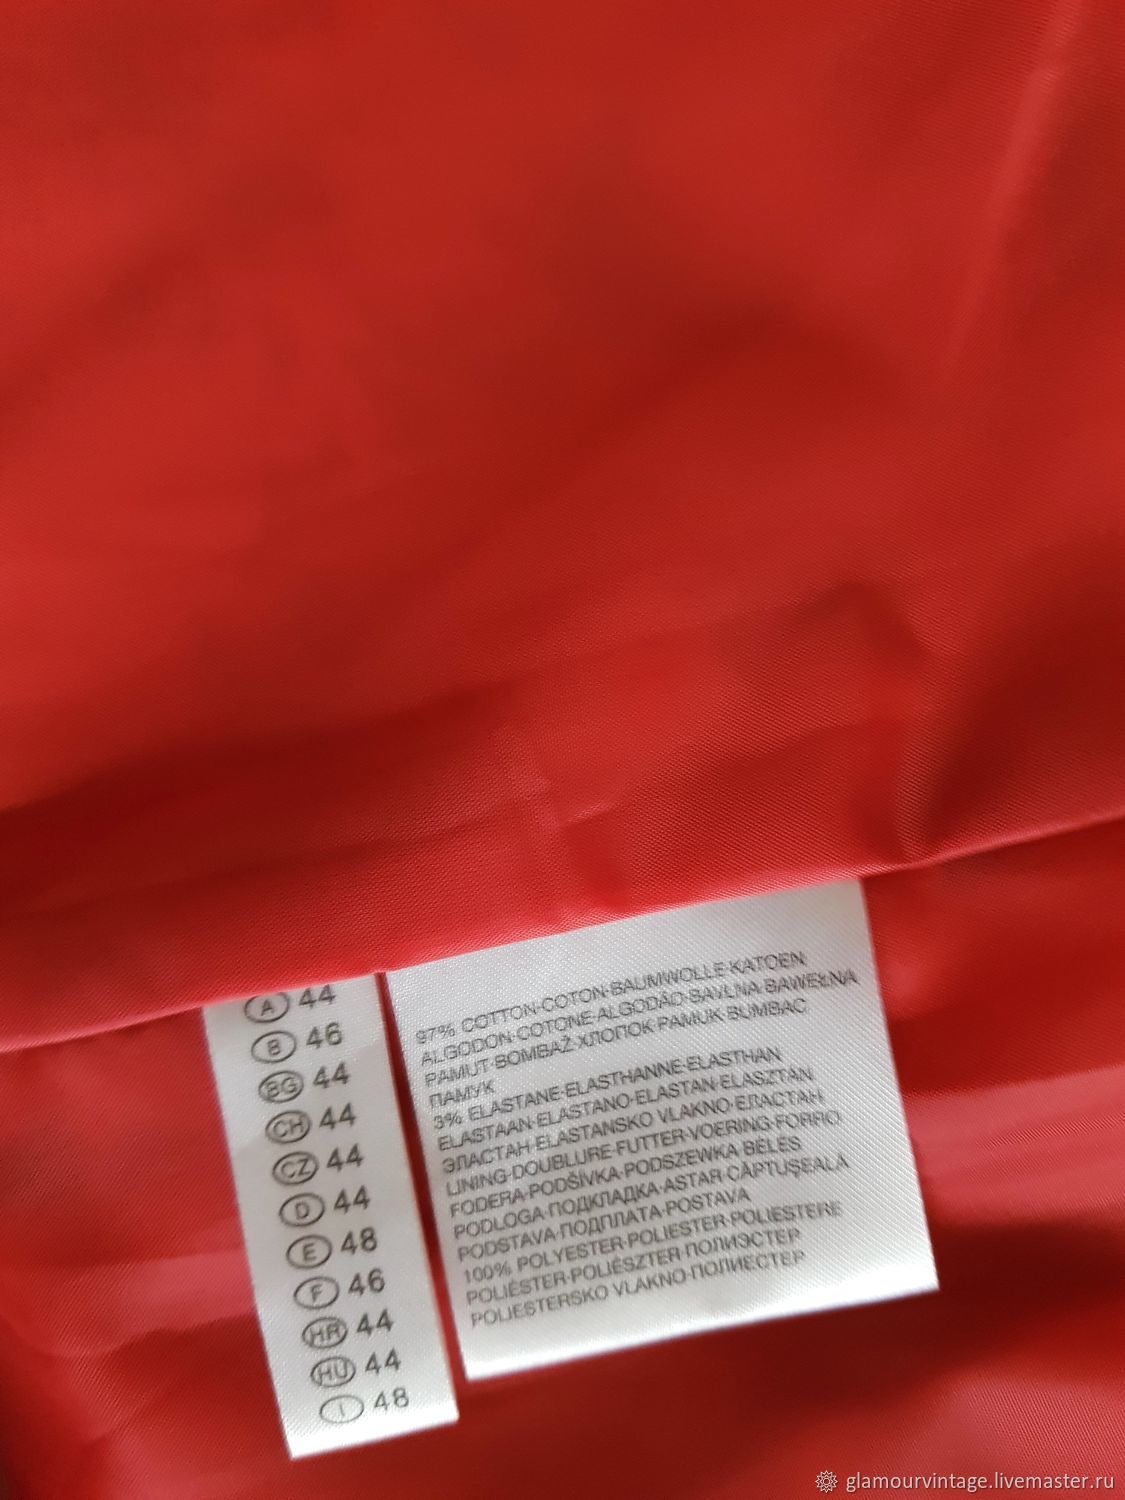 A 44
B 46
BG 44
CH 44
CZ 44
D 44
E 48
F 46
HR 44
HU 44
I 48
97% COTTON·COTON·BAUMWOLLE·KATOEN
ALGODON·COTONE·ALGODÃO·BAVLNA·BAWEŁNA
PAMUT·BOMBAŽ·ХЛОПОК·PAMUK·BUMBAC
ПАМУК
3% ELASTANE·ELASTHANNE·ELASTHAN
ELASTAAN·ELASTANO·ELASTAN·ELASZTÁN
ЭЛАСТАН·ELASTANSKO VLAKNO·ЕЛАСТАН
LINING·DOUBLURE·FUTTER·VOERING·FORRO
FODERA·PODŠÍVKA·PODSZEWKA·BÉLÉS
PODLOGA·ПОДКЛАДКА·ASTAR·CĂPTUŞEALĂ
PODSTAVA·ПОДПЛАТА·POSTAVA
100% POLYESTER·POLIESTER·POLIESTERE
POLIÉSTER·POLIÉSZTER·ПОЛИЭСТЕР
POLIESTERSKO VLAKNO·ПОЛИЕСТЕР
glamourvintage.livemaster.ru